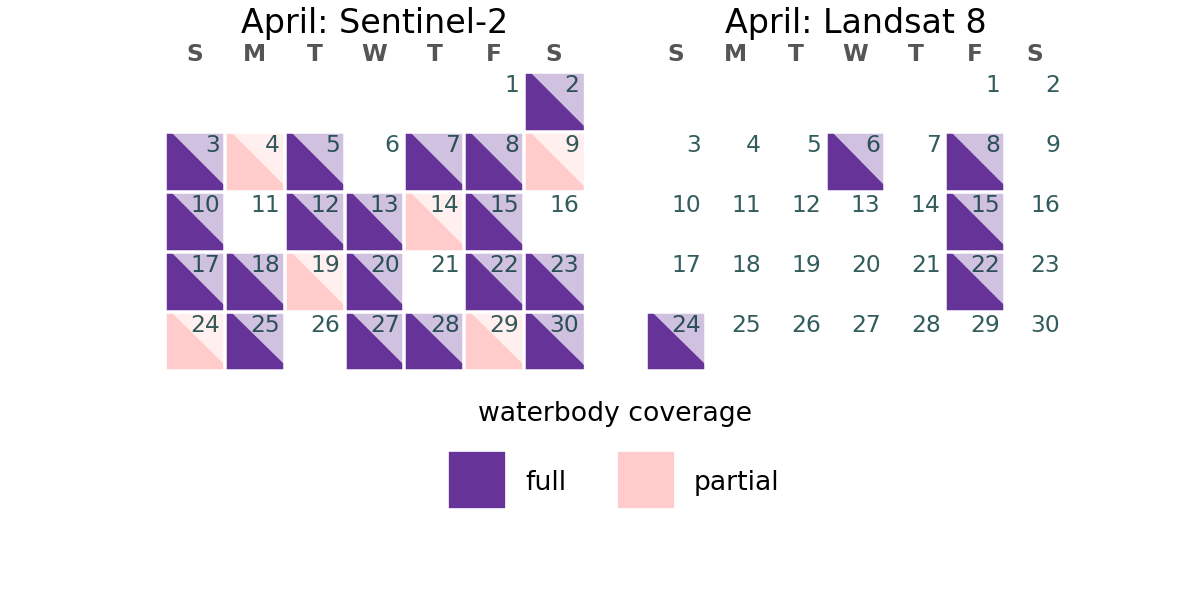 April: Sentinel-2
S M T W T F S
1 2
3 4 5 6 7 8 9
10 11 12 13 14 15 16
17 18 19 20 21 22 23
24 25 26 27 28 29 30
April: Landsat 8
S M T W T F S
1 2
3 4 5 6 7 8 9
10 11 12 13 14 15 16
17 18 19 20 21 22 23
24 25 26 27 28 29 30
waterbody coverage
full
partial